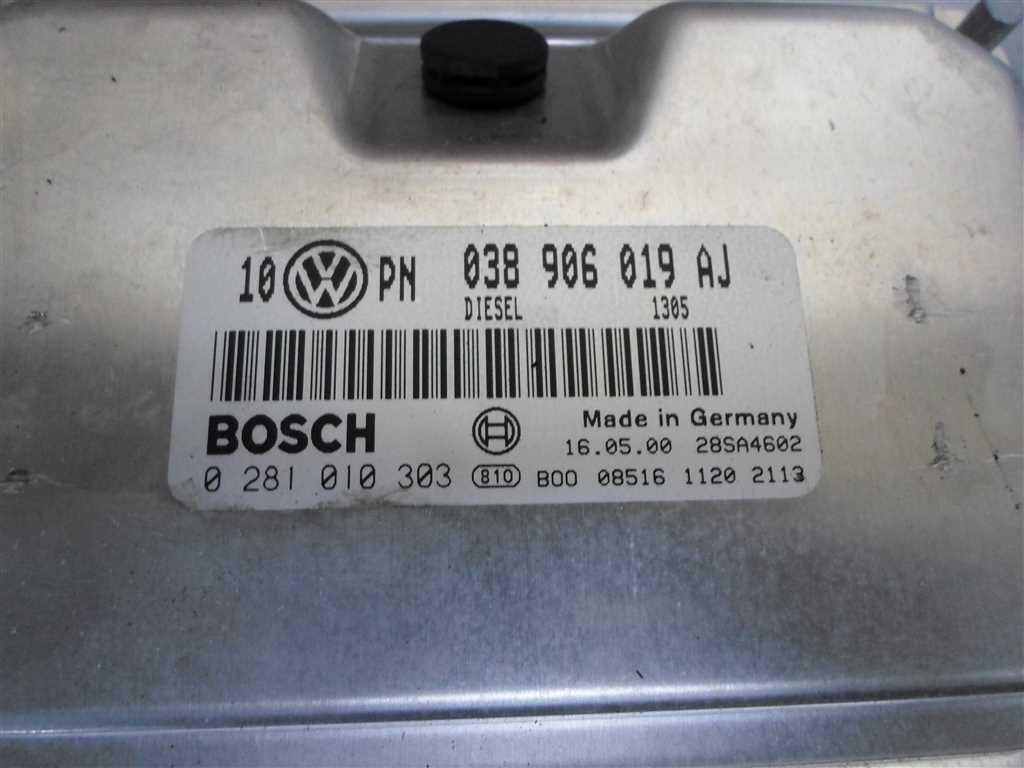 10 VW PN 038 906 019 AJ
DIESEL 1305
BOSCH Made in Germany
16.05.00 28SA4602
0 281 010 303 810 B00 08516 1120 2113